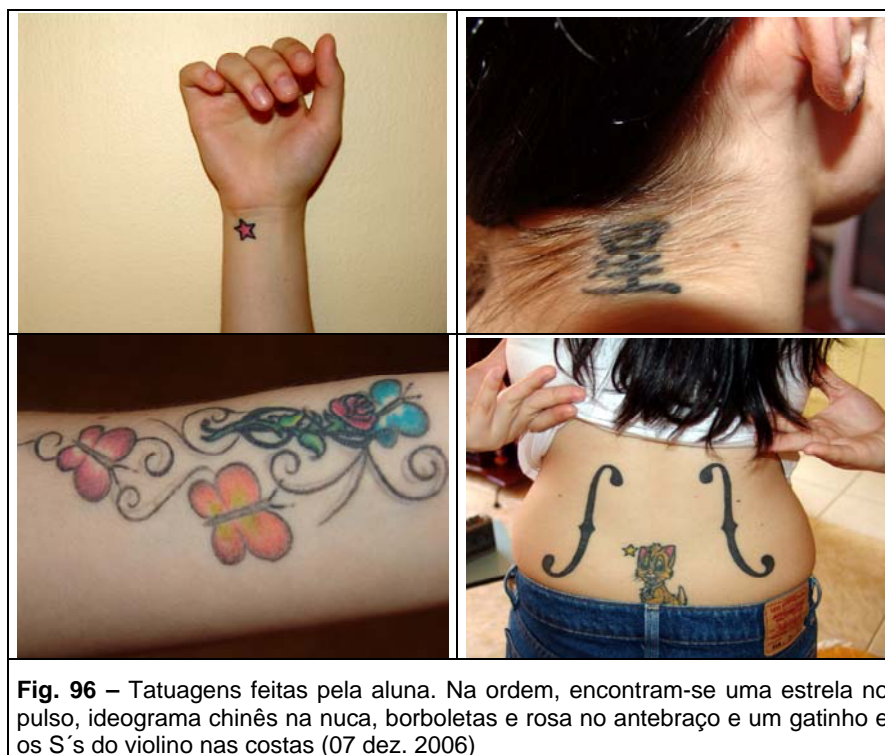 Fig. 96 – Tatuagens feitas pela aluna. Na ordem, encontram-se uma estrela no
pulso, ideograma chinês na nuca, borboletas e rosa no antebraço e um gatinho e
os S´s do violino nas costas (07 dez. 2006)